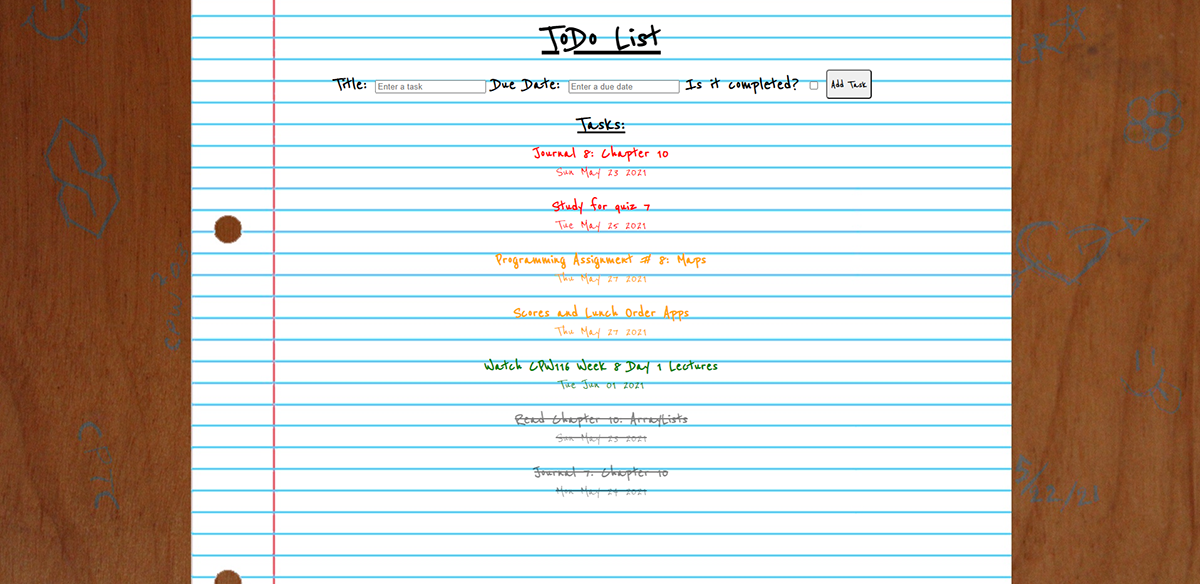 ToDo List
Title: Enter a task Due Date: Enter a due date Is it completed? Add Task
Tasks:
Journal 8: Chapter 10
Sun May 23 2021
Study for quiz 7
Tue May 25 2021
Programming Assignment # 8: Maps
Thu May 27 2021
Scores and Lunch Order Apps
Thu May 27 2021
Watch CPW116 Week 8 Day 1 Lectures
Tue Jun 01 2021
Read Chapter 10: ArrayLists
Sun May 23 2021
Journal 7: Chapter 10
Mon May 24 2021
5/22/21